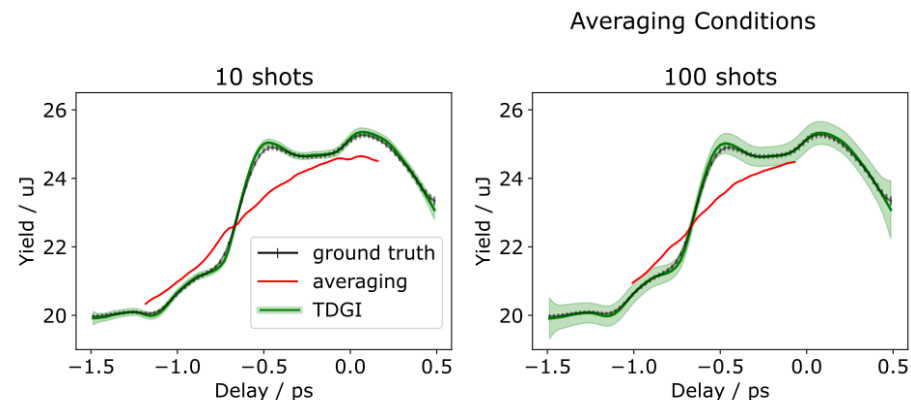 Averaging Conditions
10 shots
100 shots
Yield / uJ
26
24
22
20
ground truth
averaging
TDGI
−1.5 −1.0 −0.5 0.0 0.5
Delay / ps
Yield / uJ
26
24
22
20
−1.5 −1.0 −0.5 0.0 0.5
Delay / ps